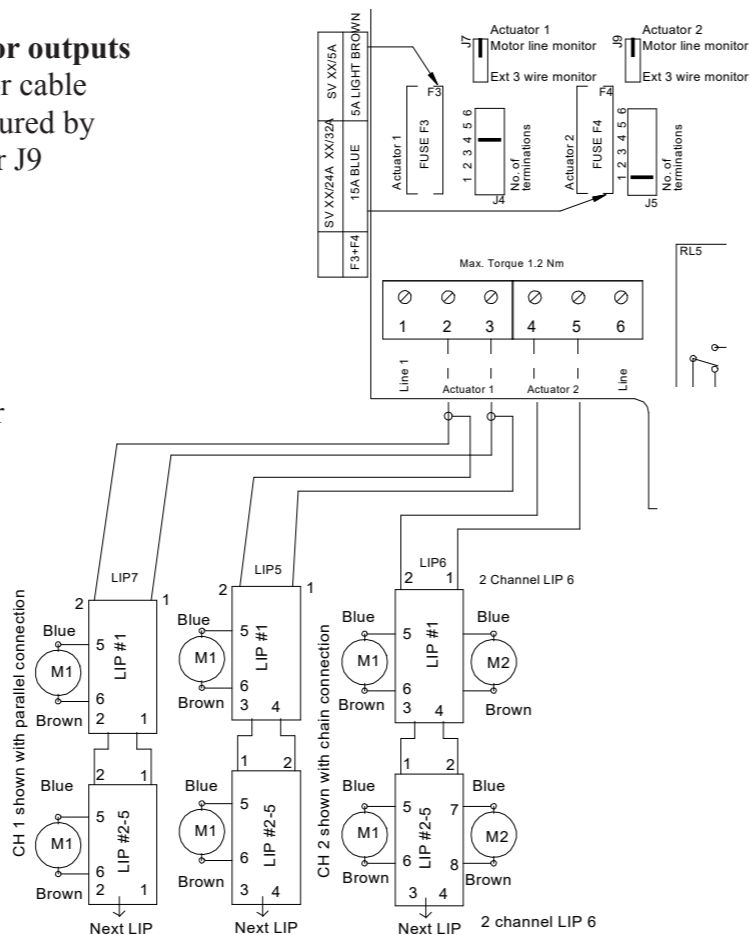 or outputs
r cable
ured by
r J9
r
SV XX/5A
5A LIGHT BROWN
SV XX/24A XX/32A
15A BLUE
F3+F4
Actuator 1
J7
Motor line monitor
Ext 3 wire monitor
Actuator 2
J9
Motor line monitor
Ext 3 wire monitor
Actuator 1
FUSE F3
F3
1 2 3 4 5 6
J4
No. of
terminations
Actuator 2
FUSE F4
F4
1 2 3 4 5 6
J5
No. of
terminations
Max. Torque 1.2 Nm
RL5
1 2 3 4 5 6
Line 1
Actuator 1
Actuator 2
Line
CH 1 shown with parallel connection
LIP7
2 1
Blue
5
M1
LIP #1
6
Brown
2 1
2 1
Blue
5
M1
LIP #2-5
6
Brown
2 1
Next LIP
LIP5
2 1
Blue
5
M1
LIP #1
6
Brown
3 4
1 2
Blue
5
M1
LIP #2-5
6
Brown
3 4
Next LIP
CH 2 shown with chain connection
LIP6
2 1
2 Channel LIP 6
Blue
5
Blue
M1
LIP #1
M2
6
Brown
Brown
3 4
1 2
Blue
5 7
Blue
M1
LIP #2-5
M2
6 8
Brown
Brown
3 4
Next LIP
2 channel LIP 6